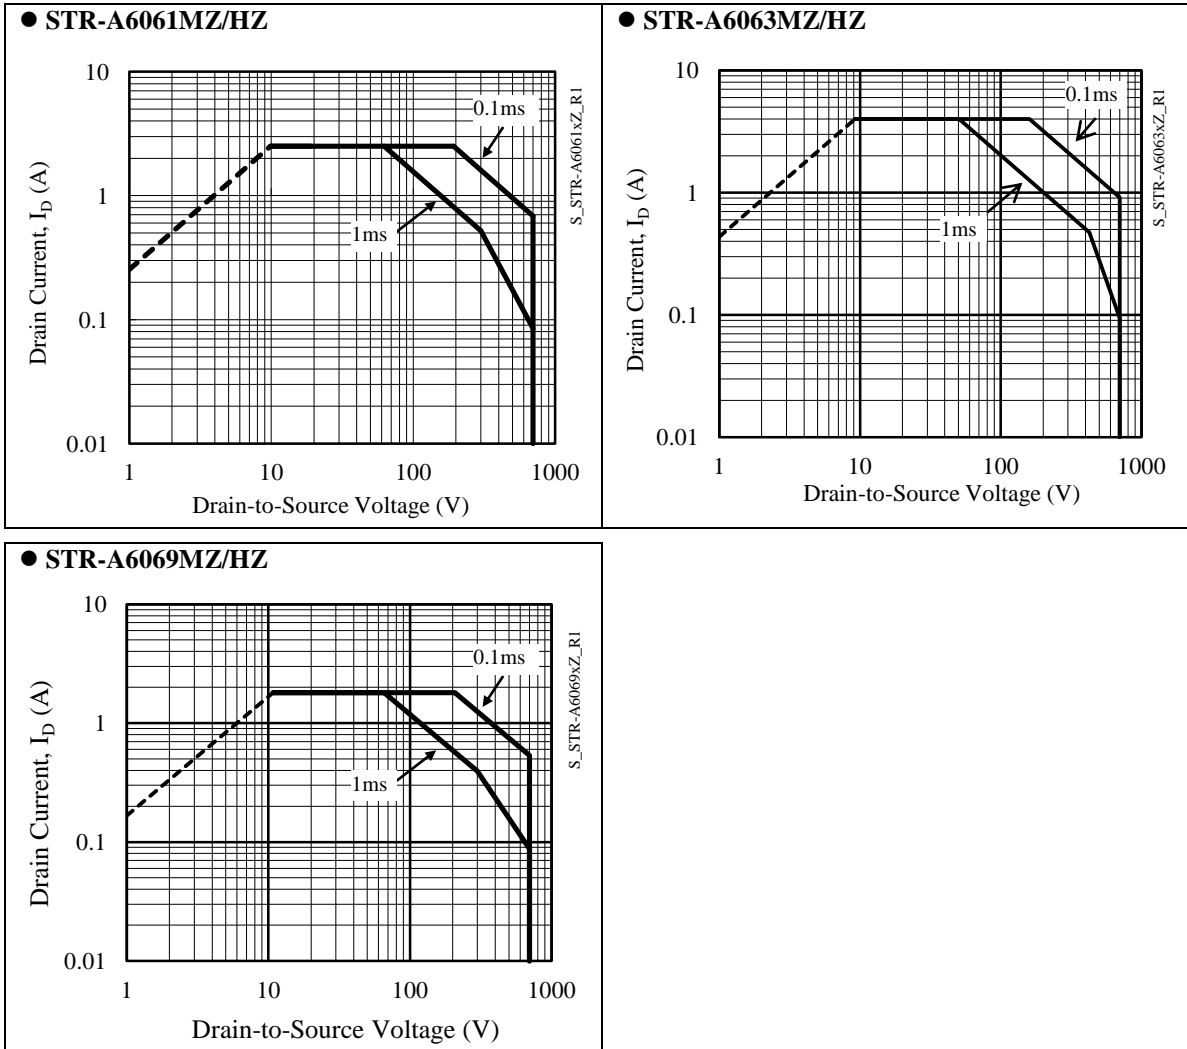 ● STR-A6061MZ/HZ
10
1
0.1
0.01
Drain Current, I_D (A)
0.1ms
1ms
S_STR-A6061xZ_R1
1 10 100 1000
Drain-to-Source Voltage (V)
● STR-A6063MZ/HZ
10
1
0.1
0.01
Drain Current, I_D (A)
0.1ms
1ms
S_STR-A6063xZ_R1
1 10 100 1000
Drain-to-Source Voltage (V)
● STR-A6069MZ/HZ
10
1
0.1
0.01
Drain Current, I_D (A)
0.1ms
1ms
S_STR-A6069xZ_R1
1 10 100 1000
Drain-to-Source Voltage (V)